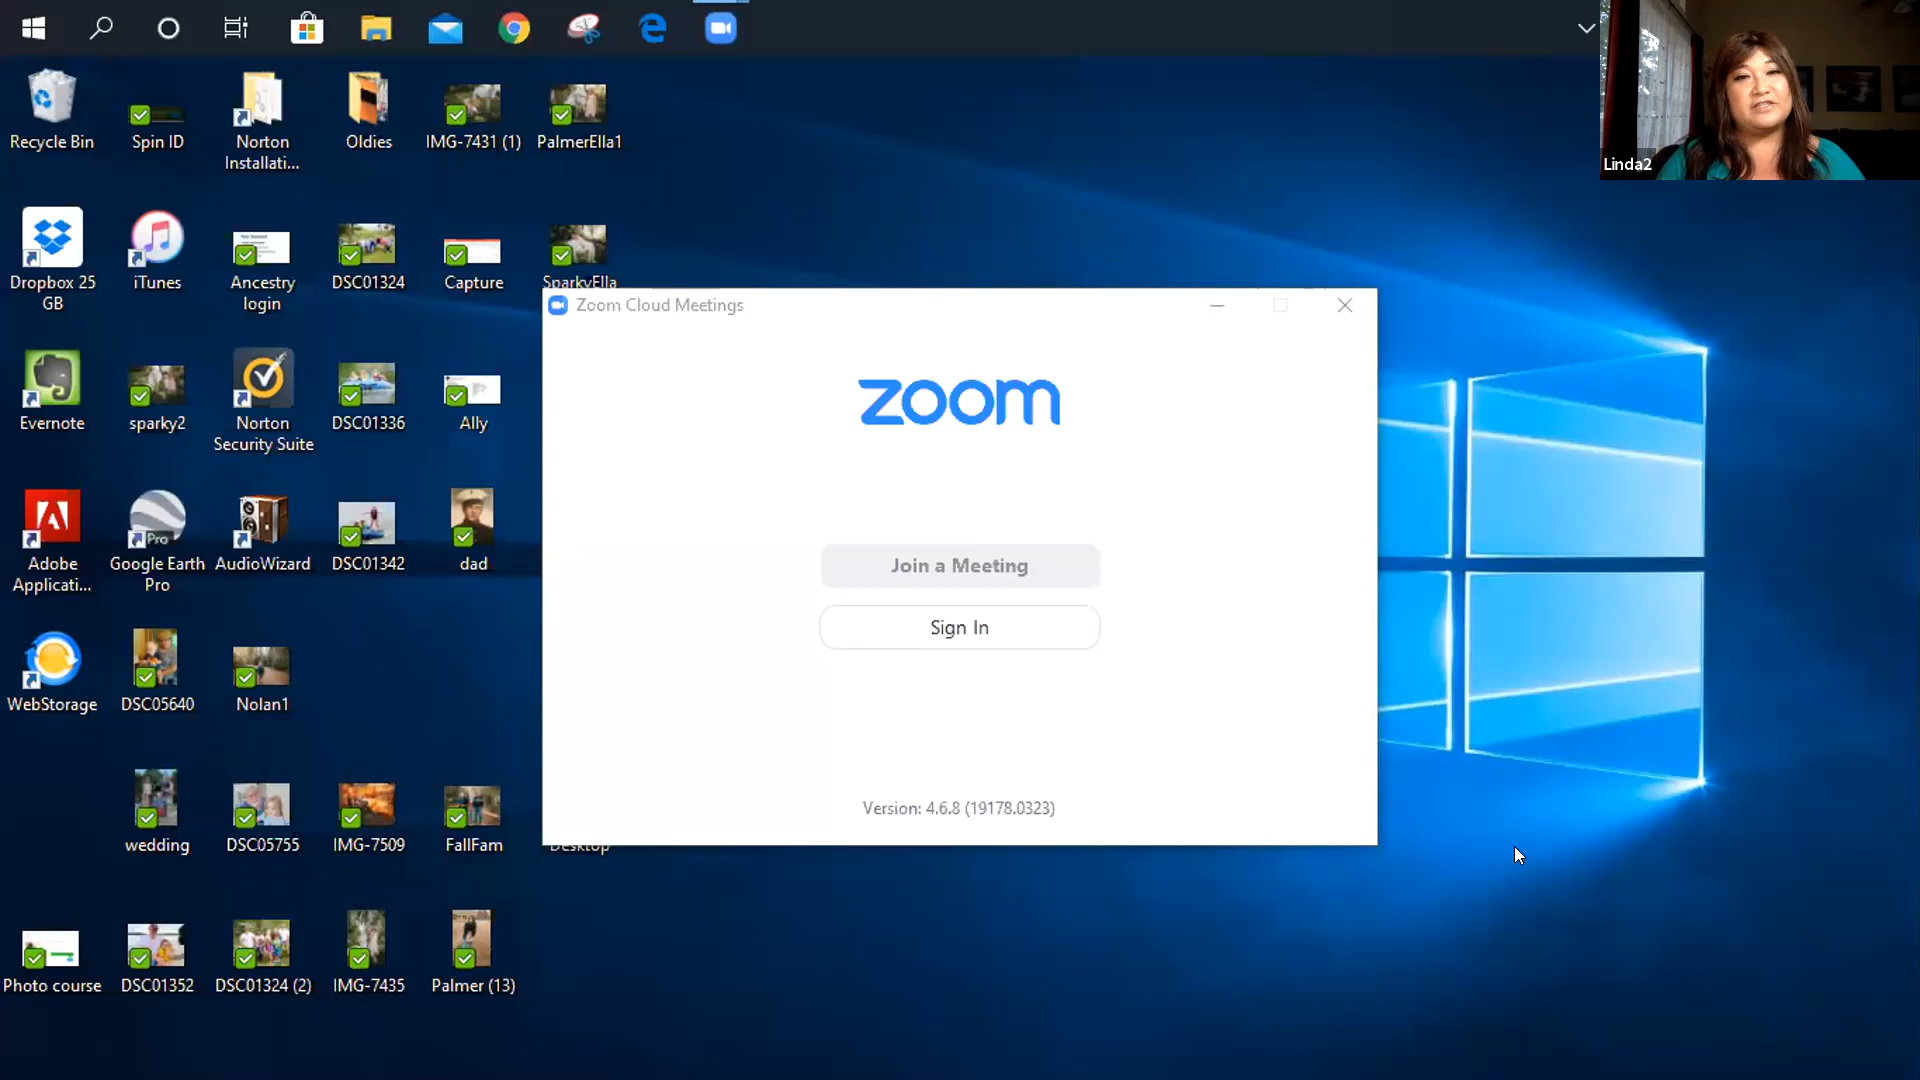 Linda2
Recycle Bin
Spin ID
Norton
Installati...
Oldies
IMG-7431 (1)
PalmerElla1
Dropbox 25
GB
iTunes
Ancestry
login
DSC01324
Capture
SparkyElla
Zoom Cloud Meetings
zoom
Join a Meeting
Sign In
Version: 4.6.8 (19178.0323)
Evernote
sparky2
Norton
Security Suite
DSC01336
Ally
Adobe
Applicati...
Google Earth
Pro
Pro
AudioWizard
DSC01342
dad
WebStorage
DSC05640
Nolan1
wedding
DSC05755
IMG-7509
FallFam
Desktop
Photo course
DSC01352
DSC01324 (2)
IMG-7435
Palmer (13)